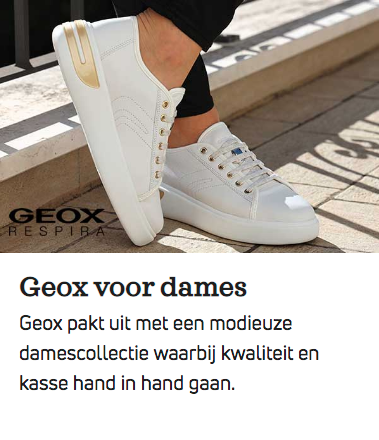 GEOX
RESPIRA
Geox voor dames
Geox pakt uit met een modieuze
damescollectie waarbij kwaliteit en
kasse hand in hand gaan.